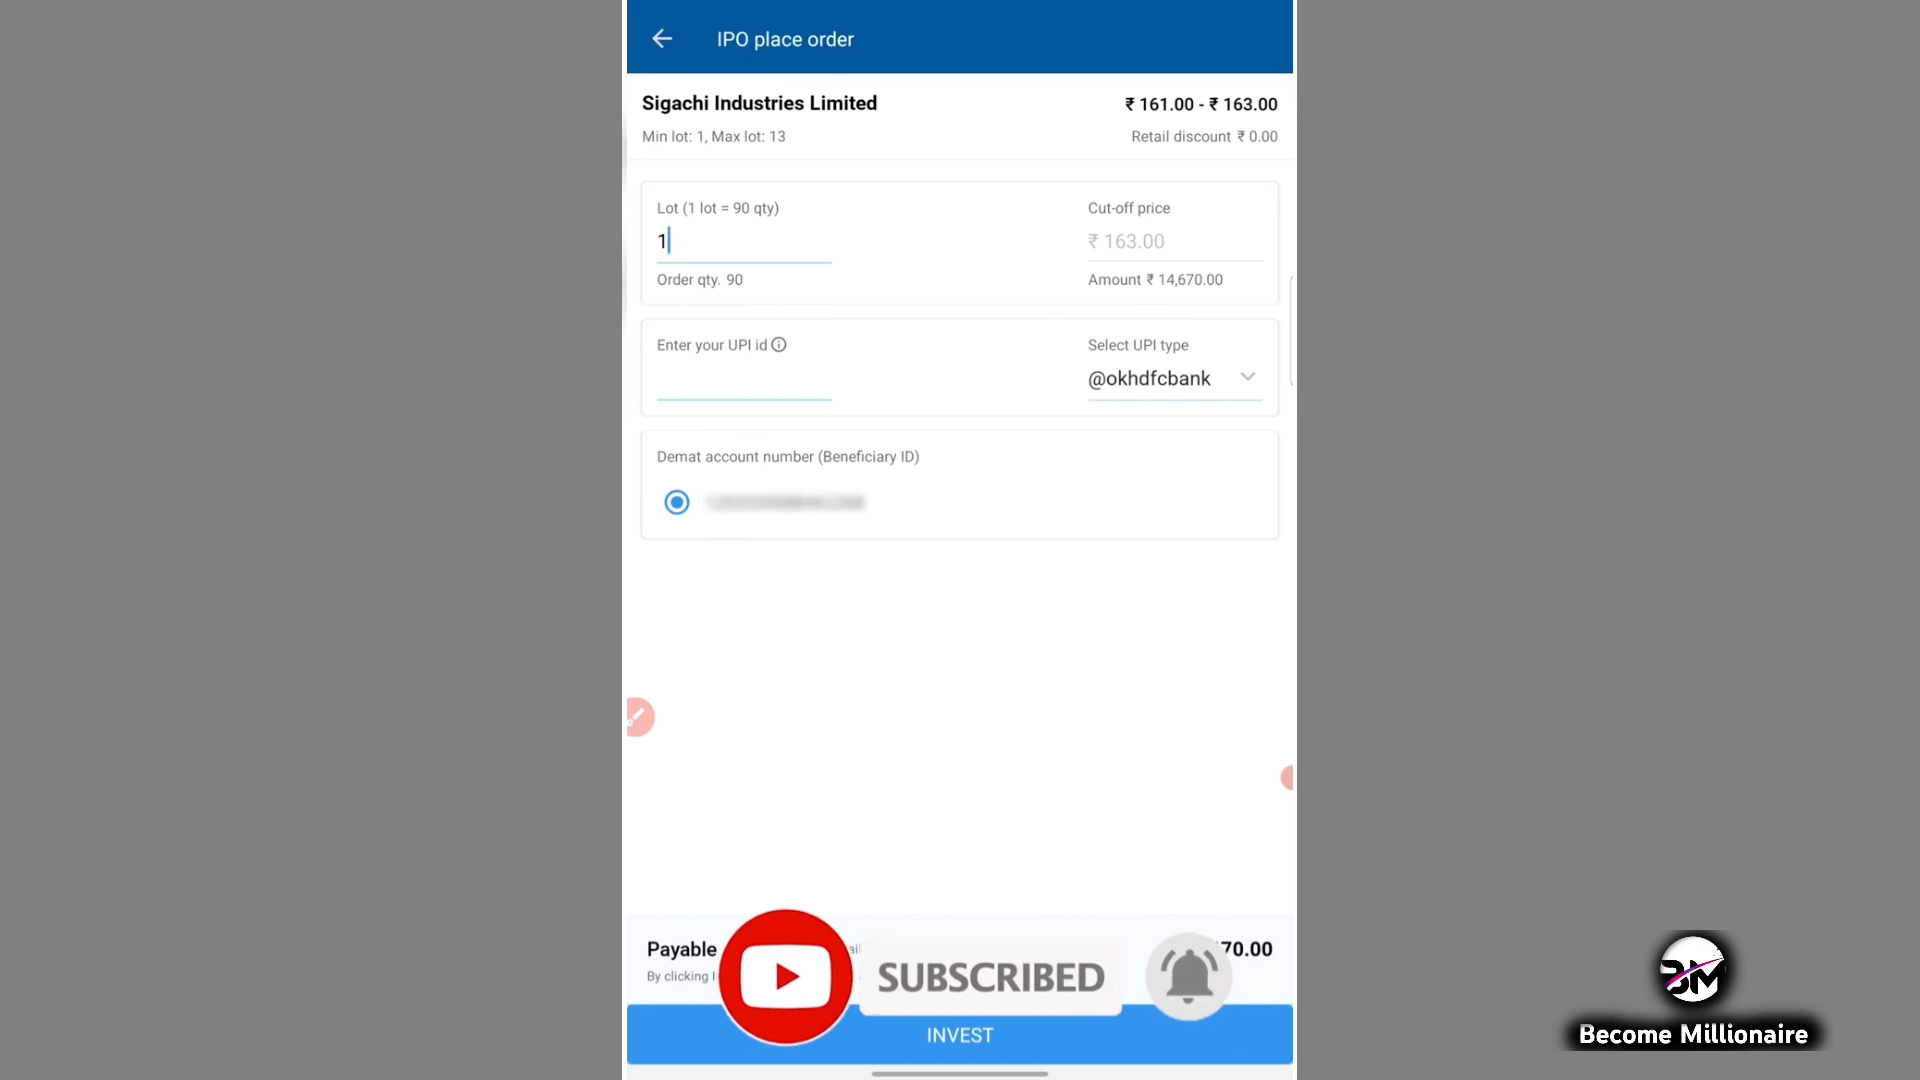 IPO place order
Sigachi Industries Limited
₹ 161.00 - ₹ 163.00
Min lot: 1, Max lot: 13
Retail discount ₹ 0.00
Lot (1 lot = 90 qty)
Cut-off price
1
₹ 163.00
Order qty. 90
Amount ₹ 14,670.00
Enter your UPI id
Select UPI type
@okhdfcbank
Demat account number (Beneficiary ID)
Payable
70.00
By clicking
SUBSCRIBED
INVEST
BM
Become Millionaire